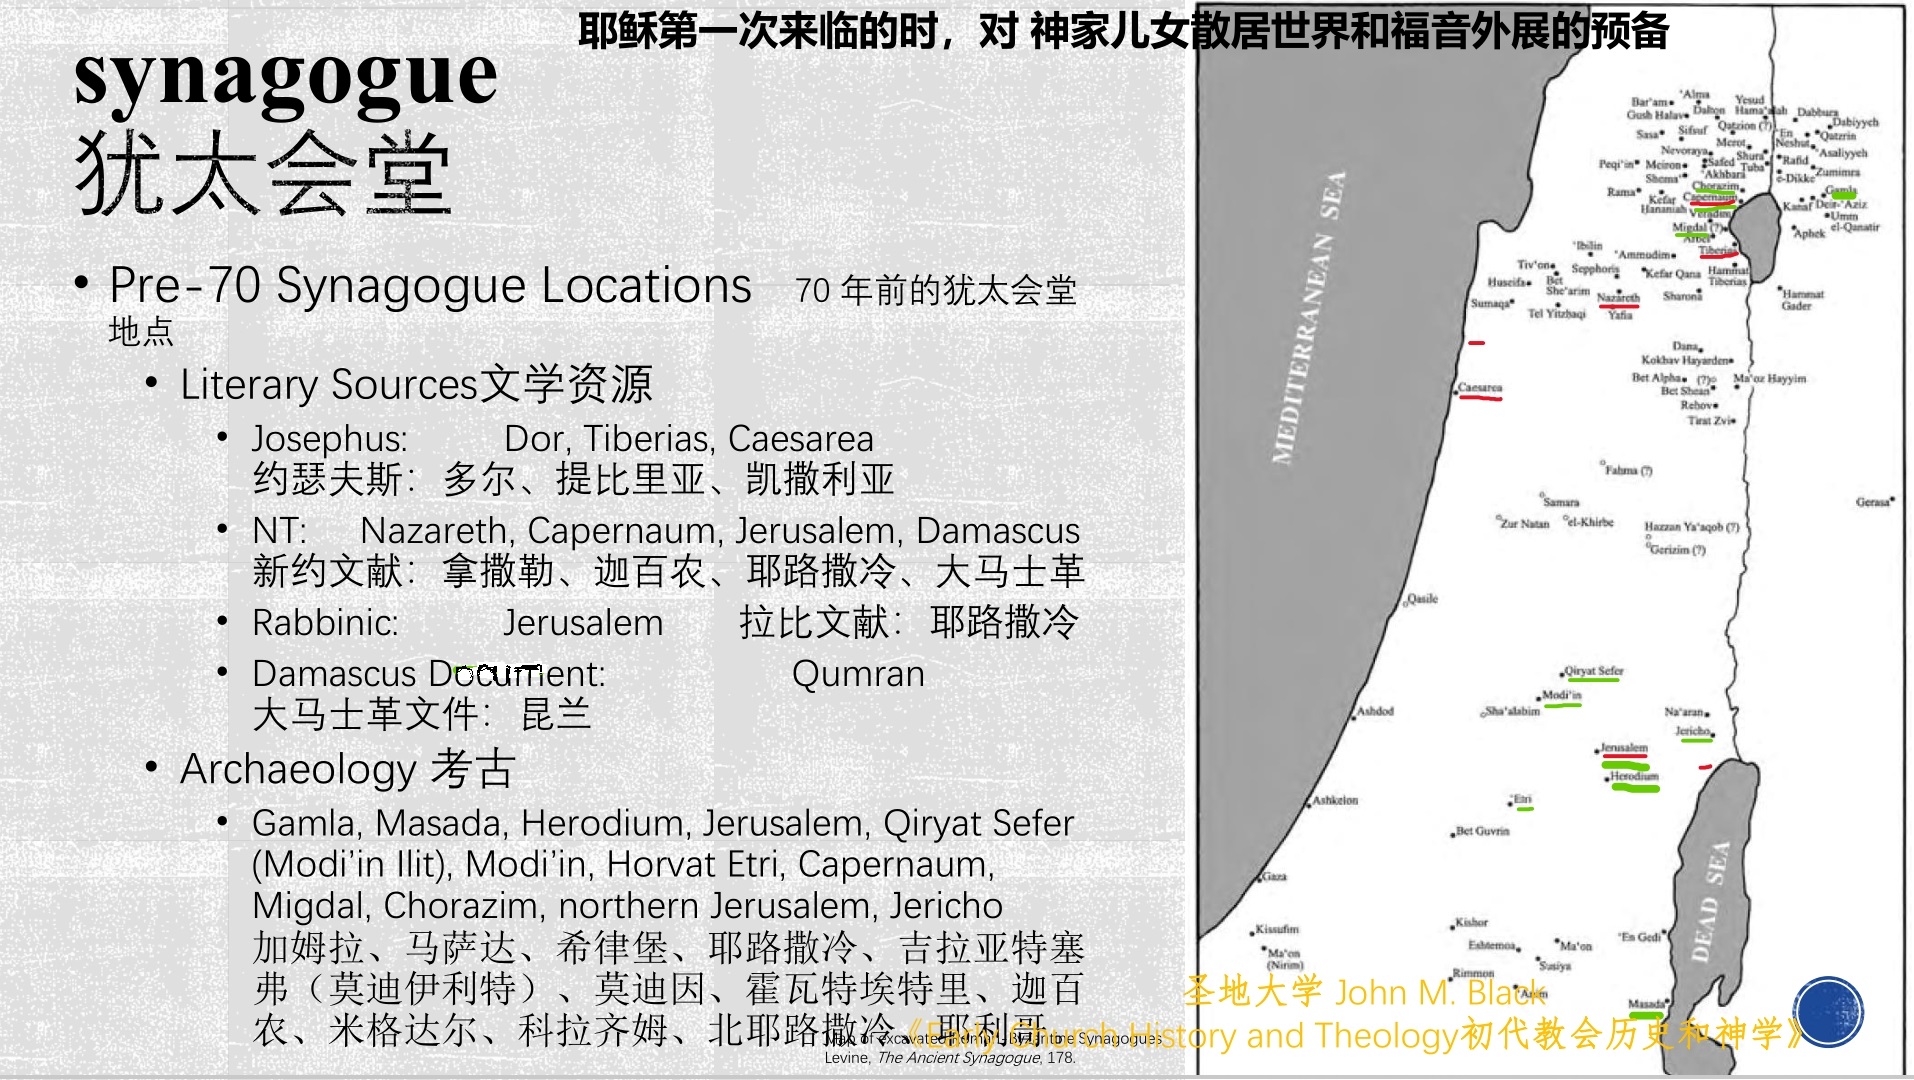 耶稣第一次来临的时，对 神家儿女散居世界和福音外展的预备
synagogue
犹太会堂
• Pre-70 Synagogue Locations 70 年前的犹太会堂
地点
• Literary Sources文学资源
• Josephus: Dor, Tiberias, Caesarea
约瑟夫斯：多尔、提比里亚、凯撒利亚
• NT: Nazareth, Capernaum, Jerusalem, Damascus
新约文献：拿撒勒、迦百农、耶路撒冷、大马士革
• Rabbinic: Jerusalem 拉比文献：耶路撒冷
• Damascus Document: Qumran
大马士革文件：昆兰
• Archaeology 考古
• Gamla, Masada, Herodium, Jerusalem, Qiryat Sefer
(Modi’in Ilit), Modi’in, Horvat Etri, Capernaum,
Migdal, Chorazim, northern Jerusalem, Jericho
加姆拉、马萨达、希律堡、耶路撒冷、吉拉亚特塞
弗（莫迪伊利特）、莫迪因、霍瓦特埃特里、迦百
农、米格达尔、科拉齐姆、北耶路撒冷、耶利哥
Map of excavated Roman-Byzantine Synagogues
Levine, The Ancient Synagogue, 178.
圣地大学 John M. Black
《Early Church History and Theology初代教会历史和神学》
MEDITERRANEAN SEA
DEAD SEA
'Alma
Bar'am
Dalton
Yesud
Hama'alah
Gush Halav
Dabbura
Dabiyyeh
Sasa
Sifsuf
Qatzion (?)
'En
Neshut
Qatzrin
Nevoraya
Merot
Shura
'Asaliyyeh
Peqi'in
Meiron
Safed
Tuba
Rafid
Shema'
'Akhbara
e-Dikke
Zumimra
Rama
Chorazim
Gamla
Kefar
Hananiah
Capernaum
Kanaf
Deir-'Aziz
Veradim
Umm
el-Qanatir
Migdal (?)
Arbel
Aphek
Tiberias
'Ibilin
'Ammudim
Tiv'on
Sepphoris
Kefar Qana
Hammat
Tiberias
Huseifa
Bet
She'arim
Nazareth
Sharona
Hammat
Gader
Sumaqa
Tel Yitzhaqi
Yafia
Dana
Kokhav Hayarden
Bet Alpha
(?)
Ma'oz Hayyim
Bet Shean
Caesarea
Rehov
Tirat Zvi
Fahma (?)
Samara
Gerasa
Zur Natan
el-Khirbe
Hazzan Ya'aqob (?)
Gerizim (?)
Qasile
Qiryat Sefer
Modi'in
Sha'alabim
Na'aran
Ashdod
Jericho
Jerusalem
Herodium
Ashkelon
'Etri
Bet Guvrin
Gaza
Kissufim
Kishor
'En Gedi
Ma'on
(Nirim)
Eshtemoa
Ma'on
Susiya
Rimmon
Anim
Masada